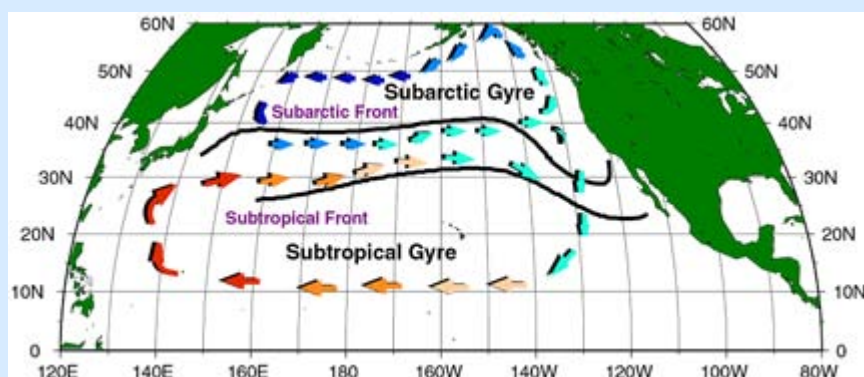 60N 60N
50N 50N
Subarctic Gyre
Subarctic Front
40N 40N
30N 30N
Subtropical Front
20N 20N
Subtropical Gyre
10N 10N
0 0
120E 140E 160E 180 160W 140W 120W 100W 80W